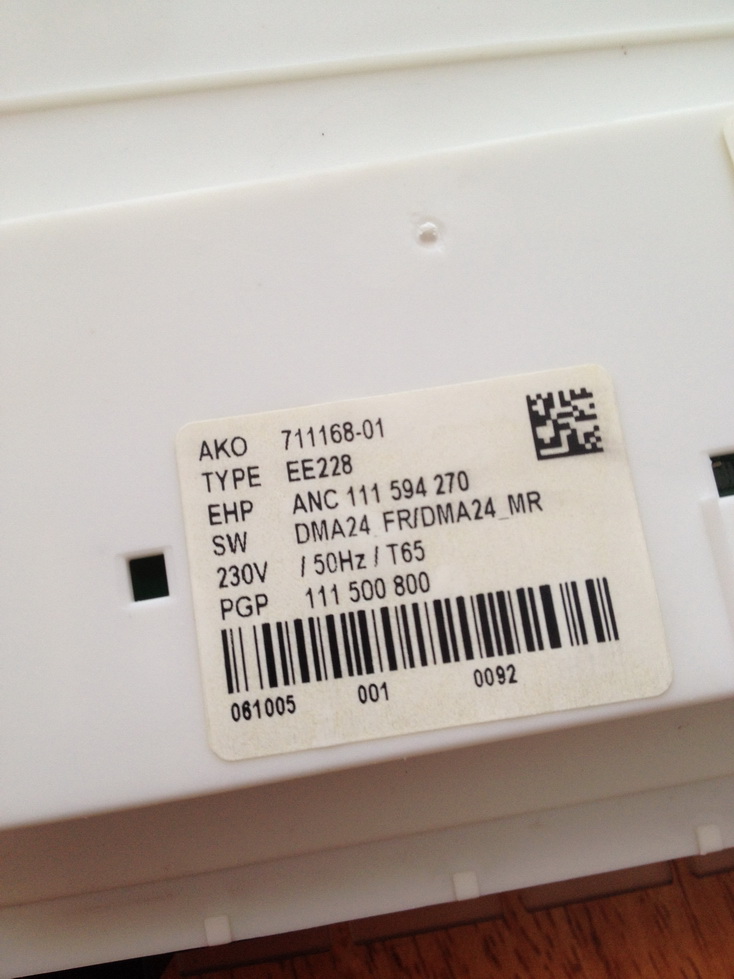 AKO 711168-01
TYPE EE228
EHP ANC 111 594 270
SW DMA24_FR/DMA24_MR
230V / 50Hz / T65
PGP 111 500 800
061005 001 0092